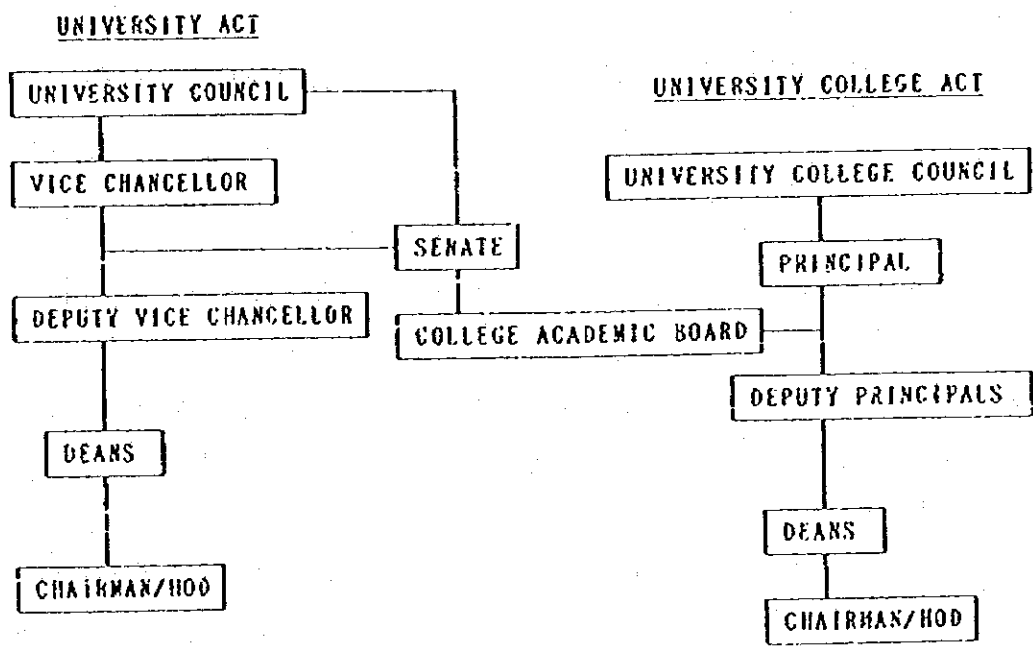 UNIVERSITY ACT
UNIVERSITY COUNCIL
VICE CHANCELLOR
SENATE
DEPUTY VICE CHANCELLOR
COLLEGE ACADEMIC BOARD
DEANS
CHAIRMAN/HOD
UNIVERSITY COLLEGE ACT
UNIVERSITY COLLEGE COUNCIL
PRINCIPAL
DEPUTY PRINCIPALS
DEANS
CHAIRMAN/HOD